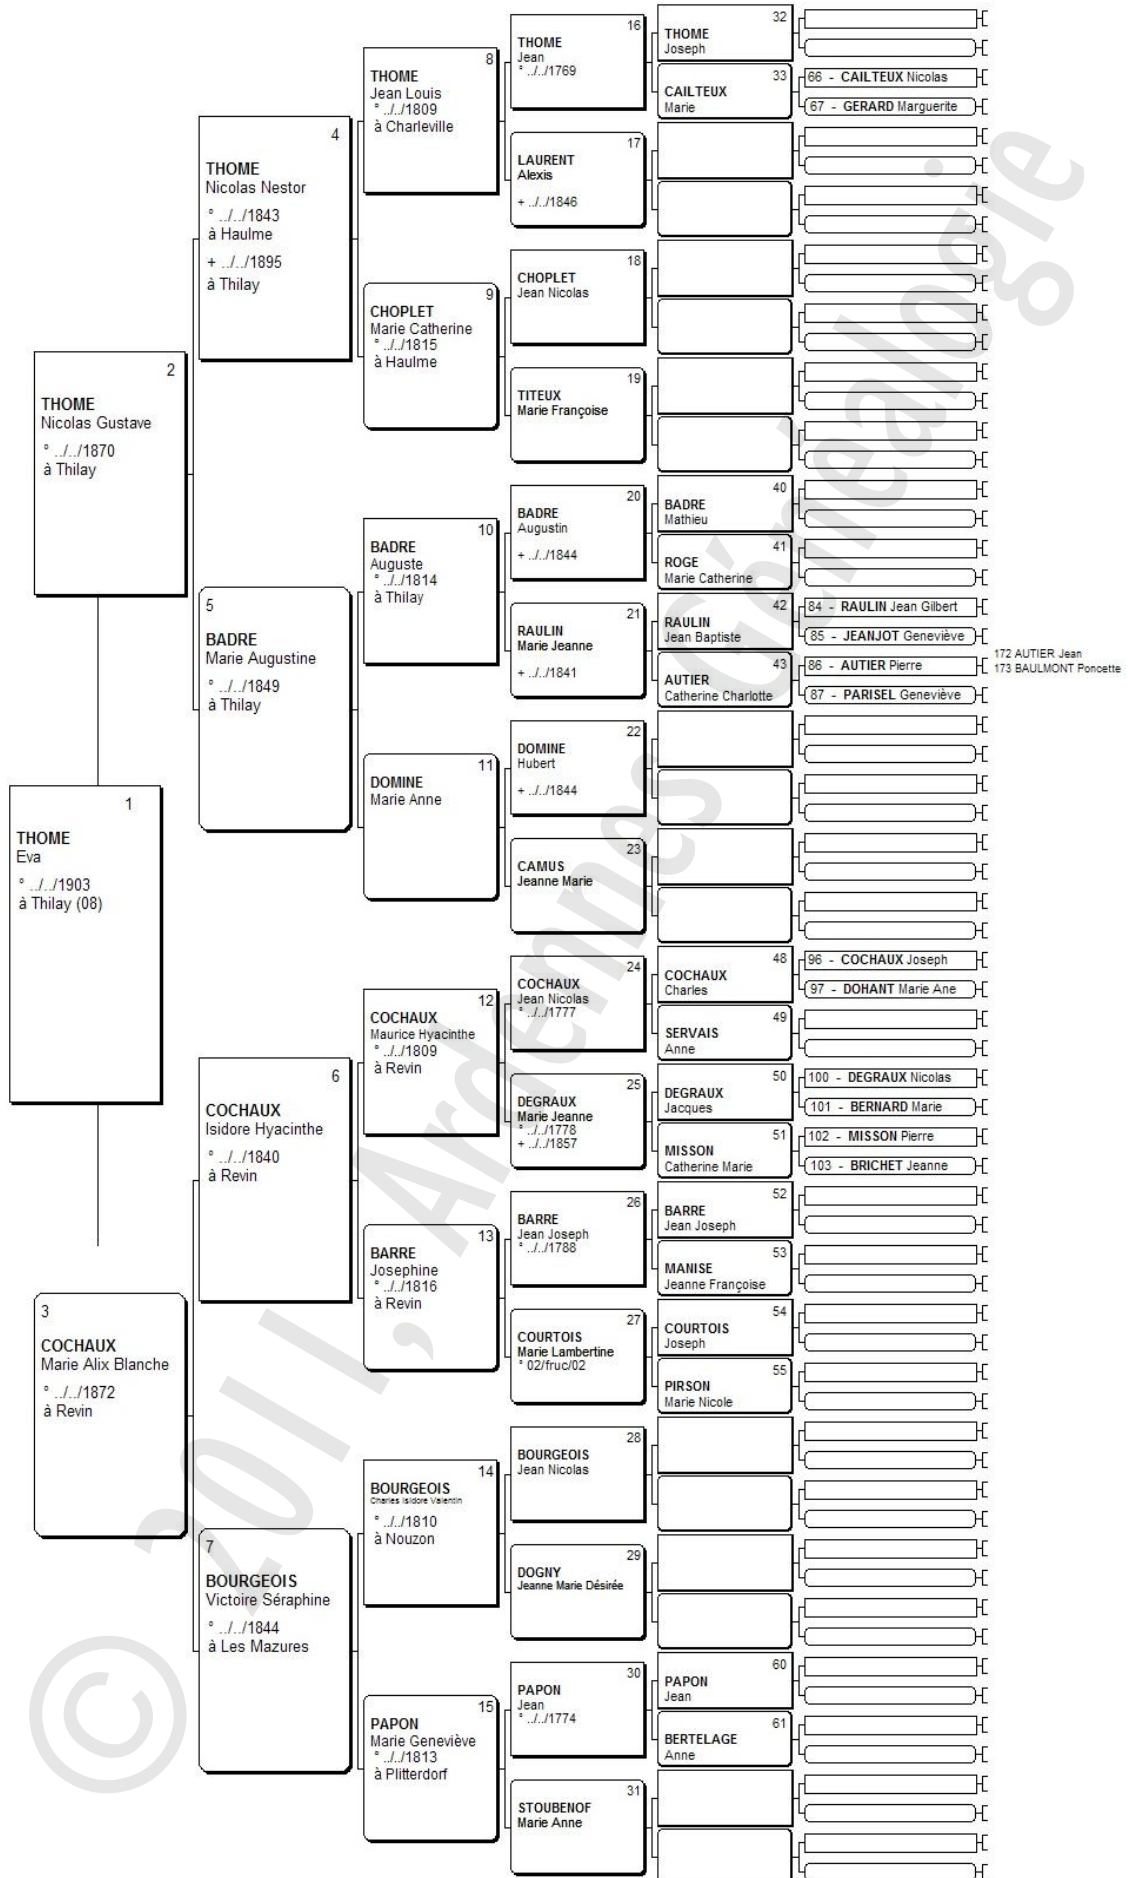 1
THOME
Eva
° ../../1903
à Thilay (08)
2
THOME
Nicolas Gustave
° ../../1870
à Thilay
3
COCHAUX
Marie Alix Blanche
° ../../1872
à Revin
4
THOME
Nicolas Nestor
° ../../1843
à Haulme
+ ../../1895
à Thilay
5
BADRE
Marie Augustine
° ../../1849
à Thilay
6
COCHAUX
Isidore Hyacinthe
° ../../1840
à Revin
7
BOURGEOIS
Victoire Séraphine
° ../../1844
à Les Mazures
8
THOME
Jean Louis
° ../../1809
à Charleville
9
CHOPLET
Marie Catherine
° ../../1815
à Haulme
10
BADRE
Auguste
° ../../1814
à Thilay
11
DOMINE
Marie Anne
12
COCHAUX
Maurice Hyacinthe
° ../../1809
à Revin
13
BARRE
Josephine
° ../../1816
à Revin
14
BOURGEOIS
Charles Isidore Valentin
° ../../1810
à Nouzon
15
PAPON
Marie Geneviève
° ../../1813
à Plitterdorf
16
THOME
Jean
° ../../1769
17
LAURENT
Alexis
+ ../../1846
18
CHOPLET
Jean Nicolas
19
TITEUX
Marie Françoise
20
BADRE
Augustin
+ ../../1844
21
RAULIN
Marie Jeanne
+ ../../1841
22
DOMINE
Hubert
+ ../../1844
23
CAMUS
Jeanne Marie
24
COCHAUX
Jean Nicolas
° ../../1777
25
DEGRAUX
Marie Jeanne
° ../../1778
+ ../../1857
26
BARRE
Jean Joseph
° ../../1788
27
COURTOIS
Marie Lambertine
° 02/fruc/02
28
BOURGEOIS
Jean Nicolas
29
DOGNY
Jeanne Marie Désirée
30
PAPON
Jean
° ../../1774
31
STOUBENOF
Marie Anne
32
THOME
Joseph
33
CAILTEUX
Marie
40
BADRE
Mathieu
41
ROGE
Marie Catherine
42
RAULIN
Jean Baptiste
43
AUTIER
Catherine Charlotte
48
COCHAUX
Charles
49
SERVAIS
Anne
50
DEGRAUX
Jacques
51
MISSON
Catherine Marie
52
BARRE
Jean Joseph
53
MANISE
Jeanne Françoise
54
COURTOIS
Joseph
55
PIRSON
Marie Nicole
60
PAPON
Jean
61
BERTELAGE
Anne
66 - CAILTEUX Nicolas
67 - GERARD Marguerite
84 - RAULIN Jean Gilbert
85 - JEANJOT Geneviève
86 - AUTIER Pierre
87 - PARISEL Geneviève
96 - COCHAUX Joseph
97 - DOHANT Marie Ane
100 - DEGRAUX Nicolas
101 - BERNARD Marie
102 - MISSON Pierre
103 - BRICHET Jeanne
172 AUTIER Jean
173 BAULMONT Poncette
© 2011, Ardennes Généalogie